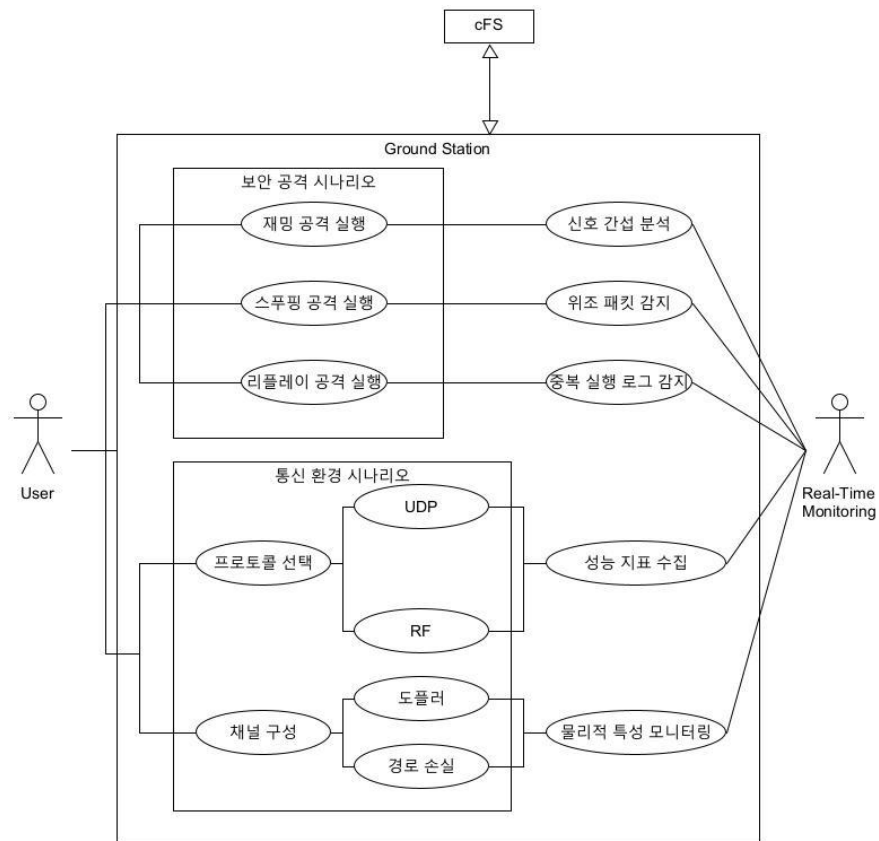 cFS
Ground Station
보안 공격 시나리오
재밍 공격 실행
신호 간섭 분석
스푸핑 공격 실행
위조 패킷 감지
리플레이 공격 실행
중복 실행 로그 감지
User
Real-Time
Monitoring
통신 환경 시나리오
UDP
프로토콜 선택
성능 지표 수집
RF
도플러
채널 구성
물리적 특성 모니터링
경로 손실